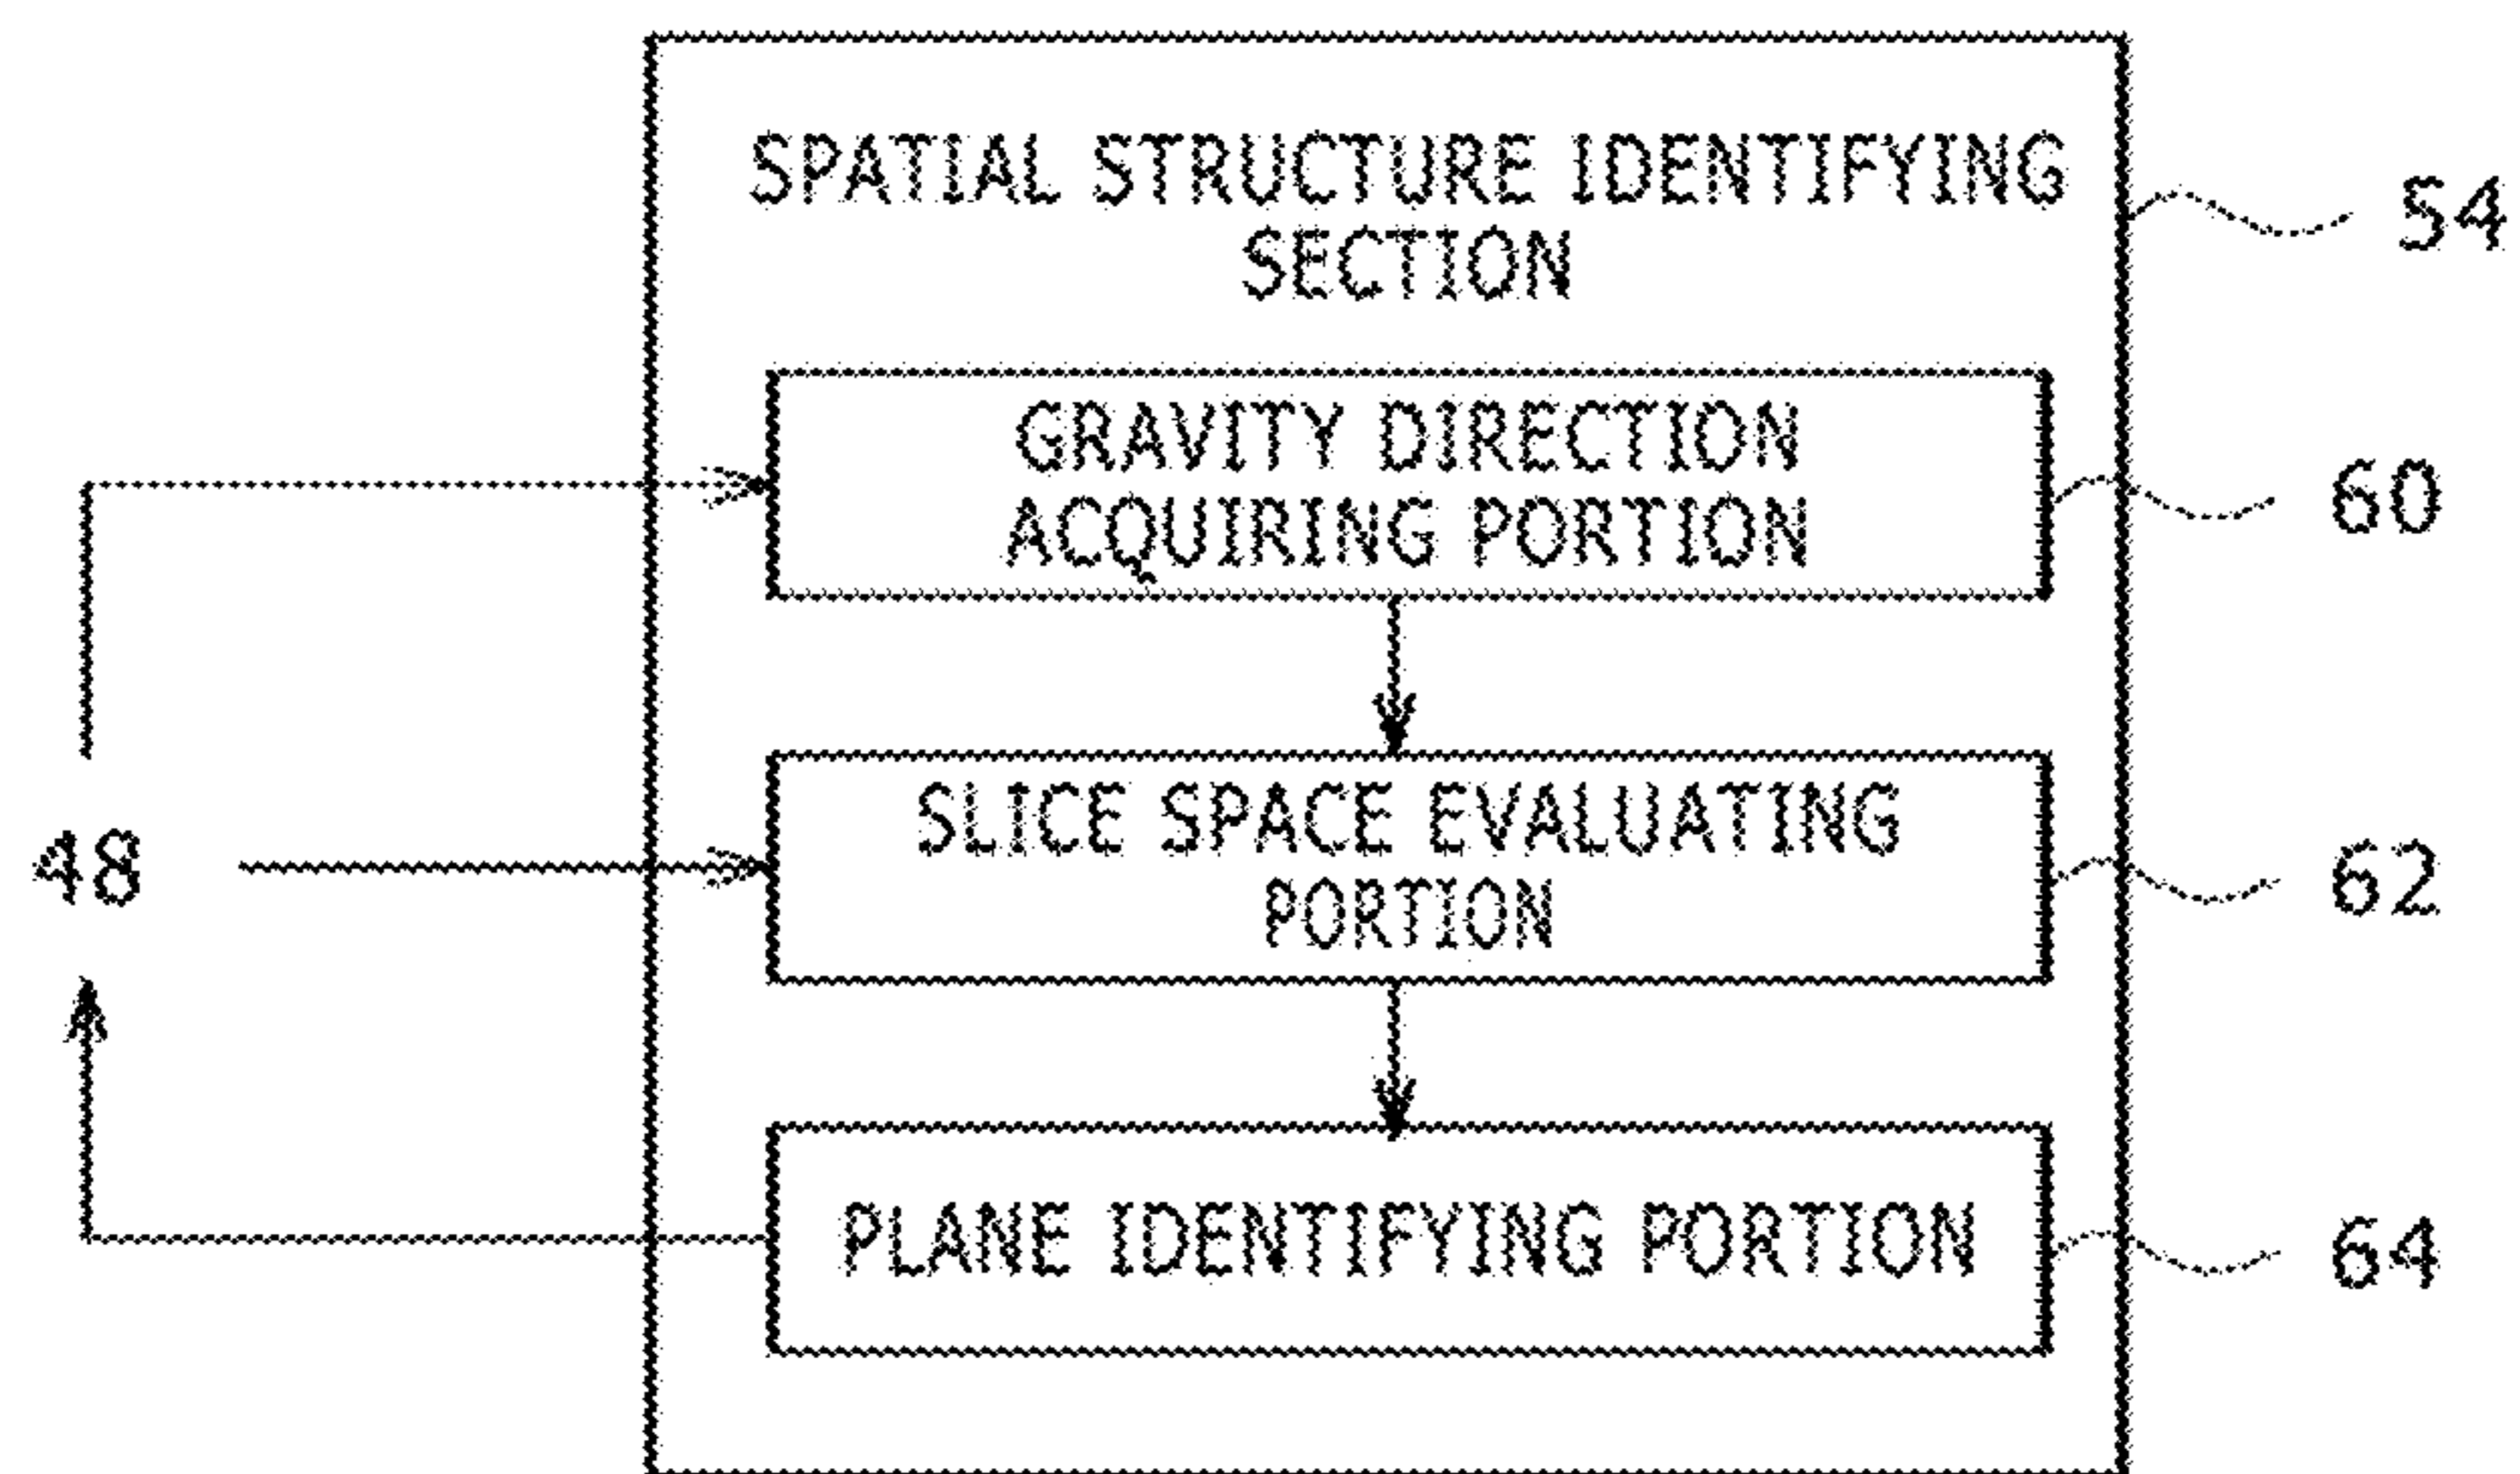 SPATIAL STRUCTURE IDENTIFYING
SECTION
54
GRAVITY DIRECTION
ACQUIRING PORTION
60
48
SLICE SPACE EVALUATING
PORTION
62
PLANE IDENTIFYING PORTION
64